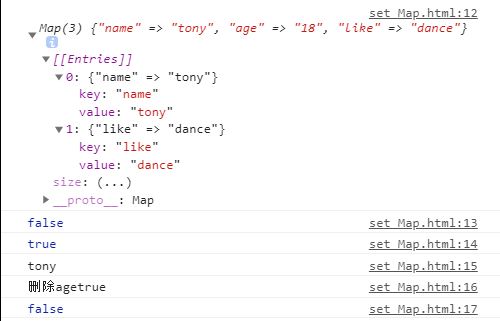 set Map.html:12
Map(3) {"name" => "tony", "age" => "18", "like" => "dance"}
i
[[Entries]]
0: {"name" => "tony"}
key: "name"
value: "tony"
1: {"like" => "dance"}
key: "like"
value: "dance"
size: (...)
__proto__: Map
false set Map.html:13
true set Map.html:14
tony set Map.html:15
删除agetrue set Map.html:16
false set Map.html:17